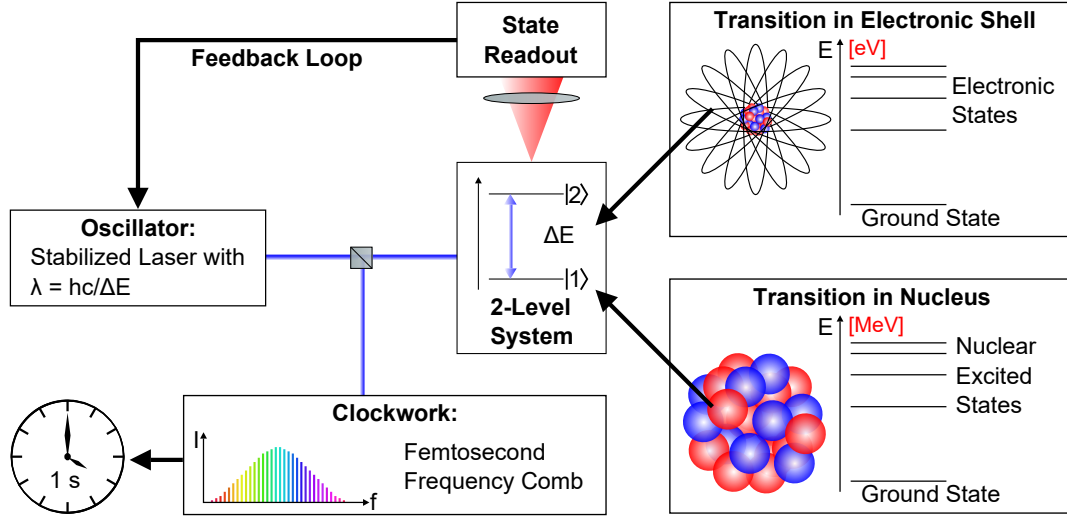 State
Readout
Feedback Loop
Oscillator:
Stabilized Laser with
λ = hc/ΔE
|2⟩
ΔE
|1⟩
2-Level
System
Clockwork:
I
f
Femtosecond
Frequency Comb
1 s
Transition in Electronic Shell
E [eV]
Electronic
States
Ground State
Transition in Nucleus
E [MeV]
Nuclear
Excited
States
Ground State